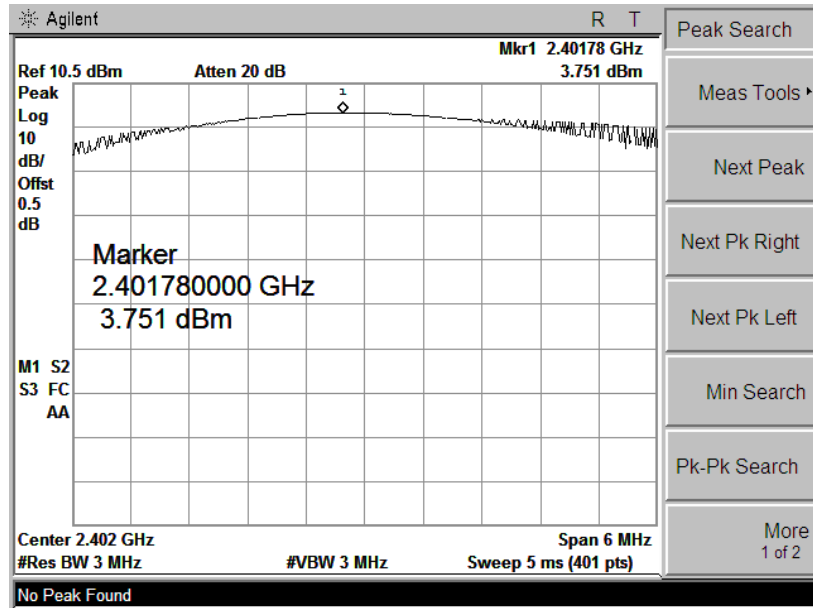 Agilent R T
Mkr1 2.40178 GHz
Ref 10.5 dBm Atten 20 dB 3.751 dBm
Peak
Log
10
dB/
Offst
0.5
dB
1
Marker
2.401780000 GHz
3.751 dBm
M1 S2
S3 FC
AA
Center 2.402 GHz Span 6 MHz
#Res BW 3 MHz #VBW 3 MHz Sweep 5 ms (401 pts)
No Peak Found
Peak Search
Meas Tools
Next Peak
Next Pk Right
Next Pk Left
Min Search
Pk-Pk Search
More
1 of 2